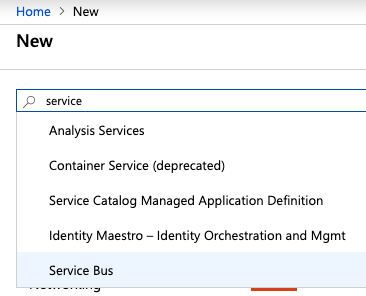 Home > New
New
service
Analysis Services
Container Service (deprecated)
Service Catalog Managed Application Definition
Identity Maestro – Identity Orchestration and Mgmt
Service Bus
Networking